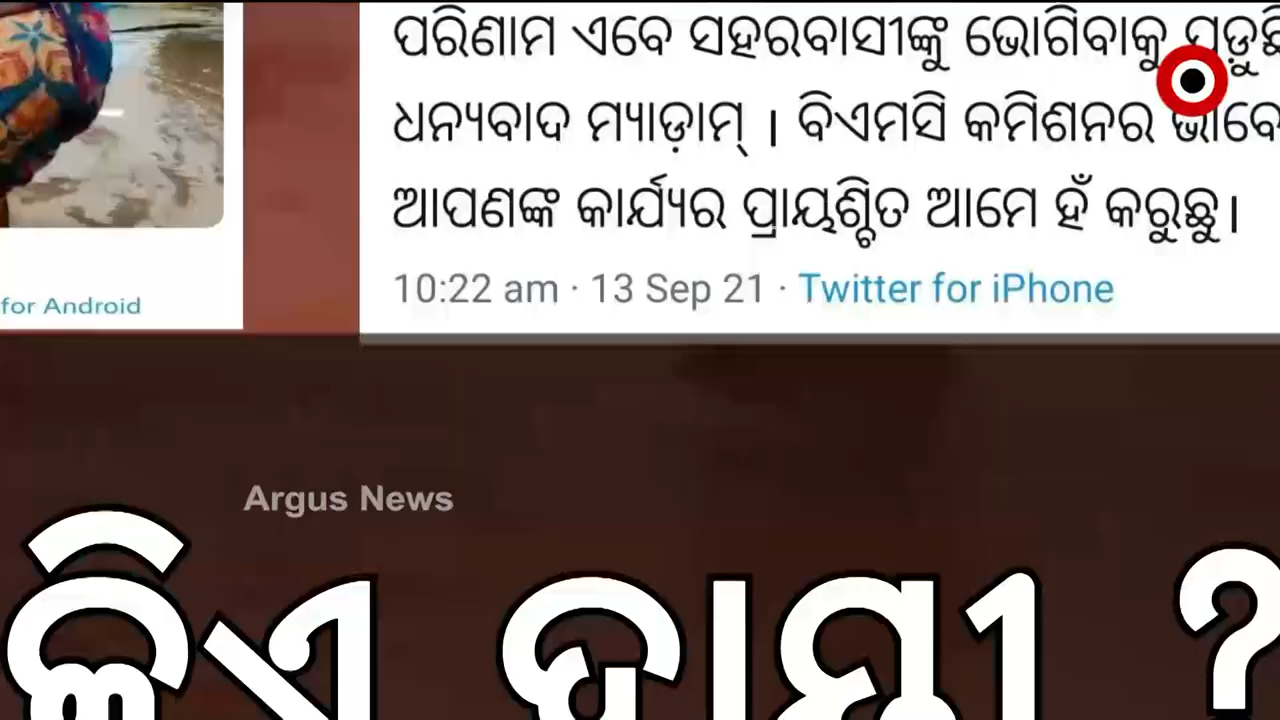 ପରିଣାମ ଏବେ ସହରବାସୀଙ୍କୁ ଭୋଗିବାକୁ ପଡ଼ୁଛି
ଧନ୍ୟବାଦ ମ୍ୟାଡ଼ାମ୍ । ବିଏମସି କମିଶନର ଭାବେ
ଆପଣଙ୍କ କାର୍ଯ୍ୟର ପ୍ରାୟଶ୍ଚିତ ଆମେ ହିଁ କରୁଛୁ।
10:22 am · 13 Sep 21 · Twitter for iPhone
for Android
Argus News
କିଏ ଦାୟୀ ?